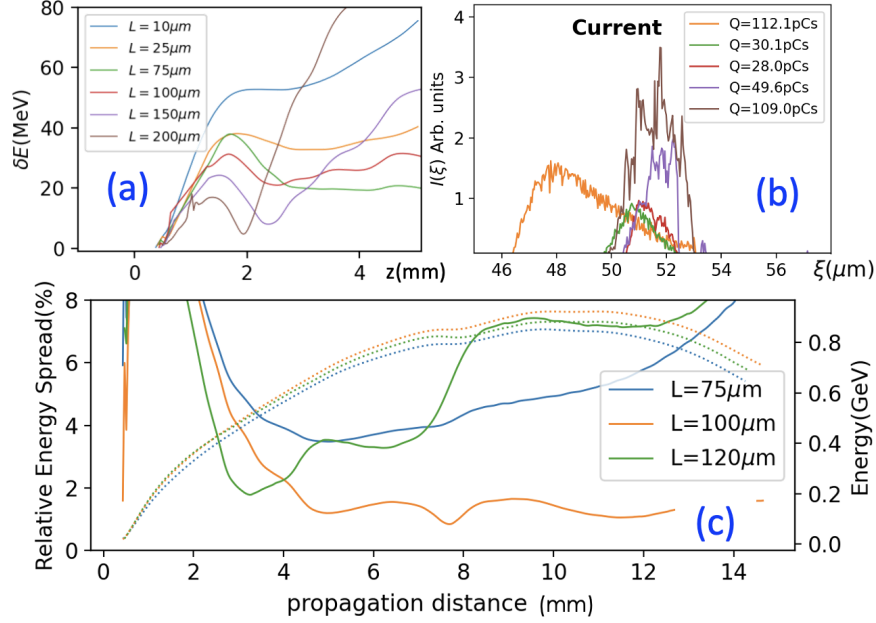 80
60
40
20
0
δE(MeV)
L = 10μm
L = 25μm
L = 75μm
L = 100μm
L = 150μm
L = 200μm
(a)
0 2 4
z(mm)
4
3
2
1
I(ξ) Arb. units
Current
Q=112.1pCs
Q=30.1pCs
Q=28.0pCs
Q=49.6pCs
Q=109.0pCs
(b)
46 48 50 52 54 56
ξ(μm)
8
6
4
2
0
Relative Energy Spread(%)
L=75μm
L=100μm
L=120μm
(c)
0.8
0.6
0.4
0.2
0.0
Energy(GeV)
0 2 4 6 8 10 12 14
propagation distance (mm)